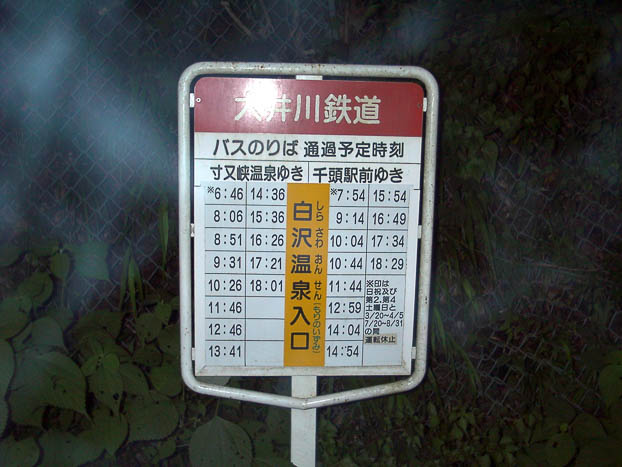 大井川鉄道
バスのりば 通過予定時刻
寸又峡温泉ゆき 千頭駅前ゆき
※6:46 14:36
8:06 15:36
8:51 16:26
9:31 17:21
10:26 18:01
11:46
12:46
13:41
しら さわ おん せん(もりのいずみ)
白沢温泉入口
※7:54 15:54
9:14 16:49
10:04 17:34
10:44 18:29
11:44
12:59
14:04
14:54
※印は
日祝及び
第2.第4
土曜日と
3/20~4/5
7/20~8/31
の間
運転休止